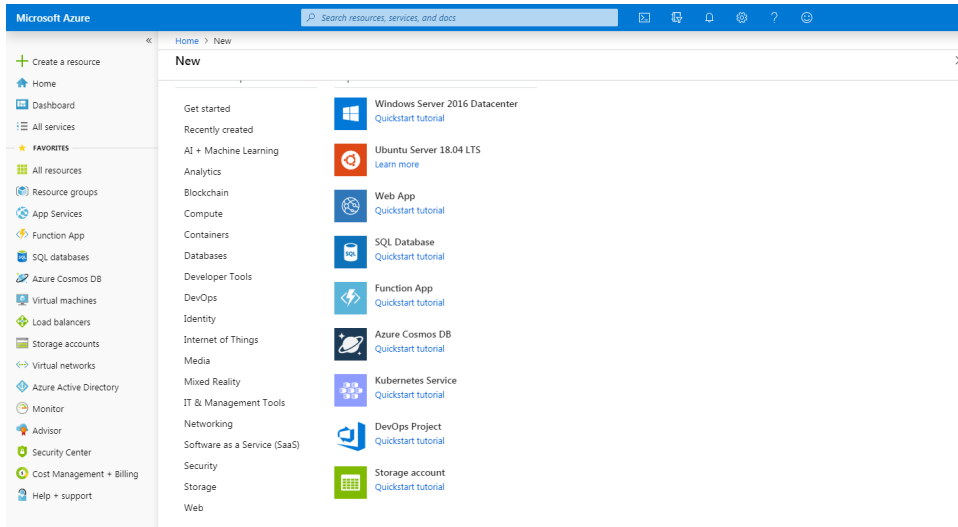 Microsoft Azure
Search resources, services, and docs
«
Home > New
New
Create a resource
Home
Dashboard
All services
FAVORITES
All resources
Resource groups
App Services
Function App
SQL databases
Azure Cosmos DB
Virtual machines
Load balancers
Storage accounts
Virtual networks
Azure Active Directory
Monitor
Advisor
Security Center
Cost Management + Billing
Help + support
Get started
Recently created
AI + Machine Learning
Analytics
Blockchain
Compute
Containers
Databases
Developer Tools
DevOps
Identity
Internet of Things
Media
Mixed Reality
IT & Management Tools
Networking
Software as a Service (SaaS)
Security
Storage
Web
Windows Server 2016 Datacenter
Quickstart tutorial
Ubuntu Server 18.04 LTS
Learn more
Web App
Quickstart tutorial
SQL
SQL Database
Quickstart tutorial
Function App
Quickstart tutorial
Azure Cosmos DB
Quickstart tutorial
Kubernetes Service
Quickstart tutorial
DevOps Project
Quickstart tutorial
Storage account
Quickstart tutorial